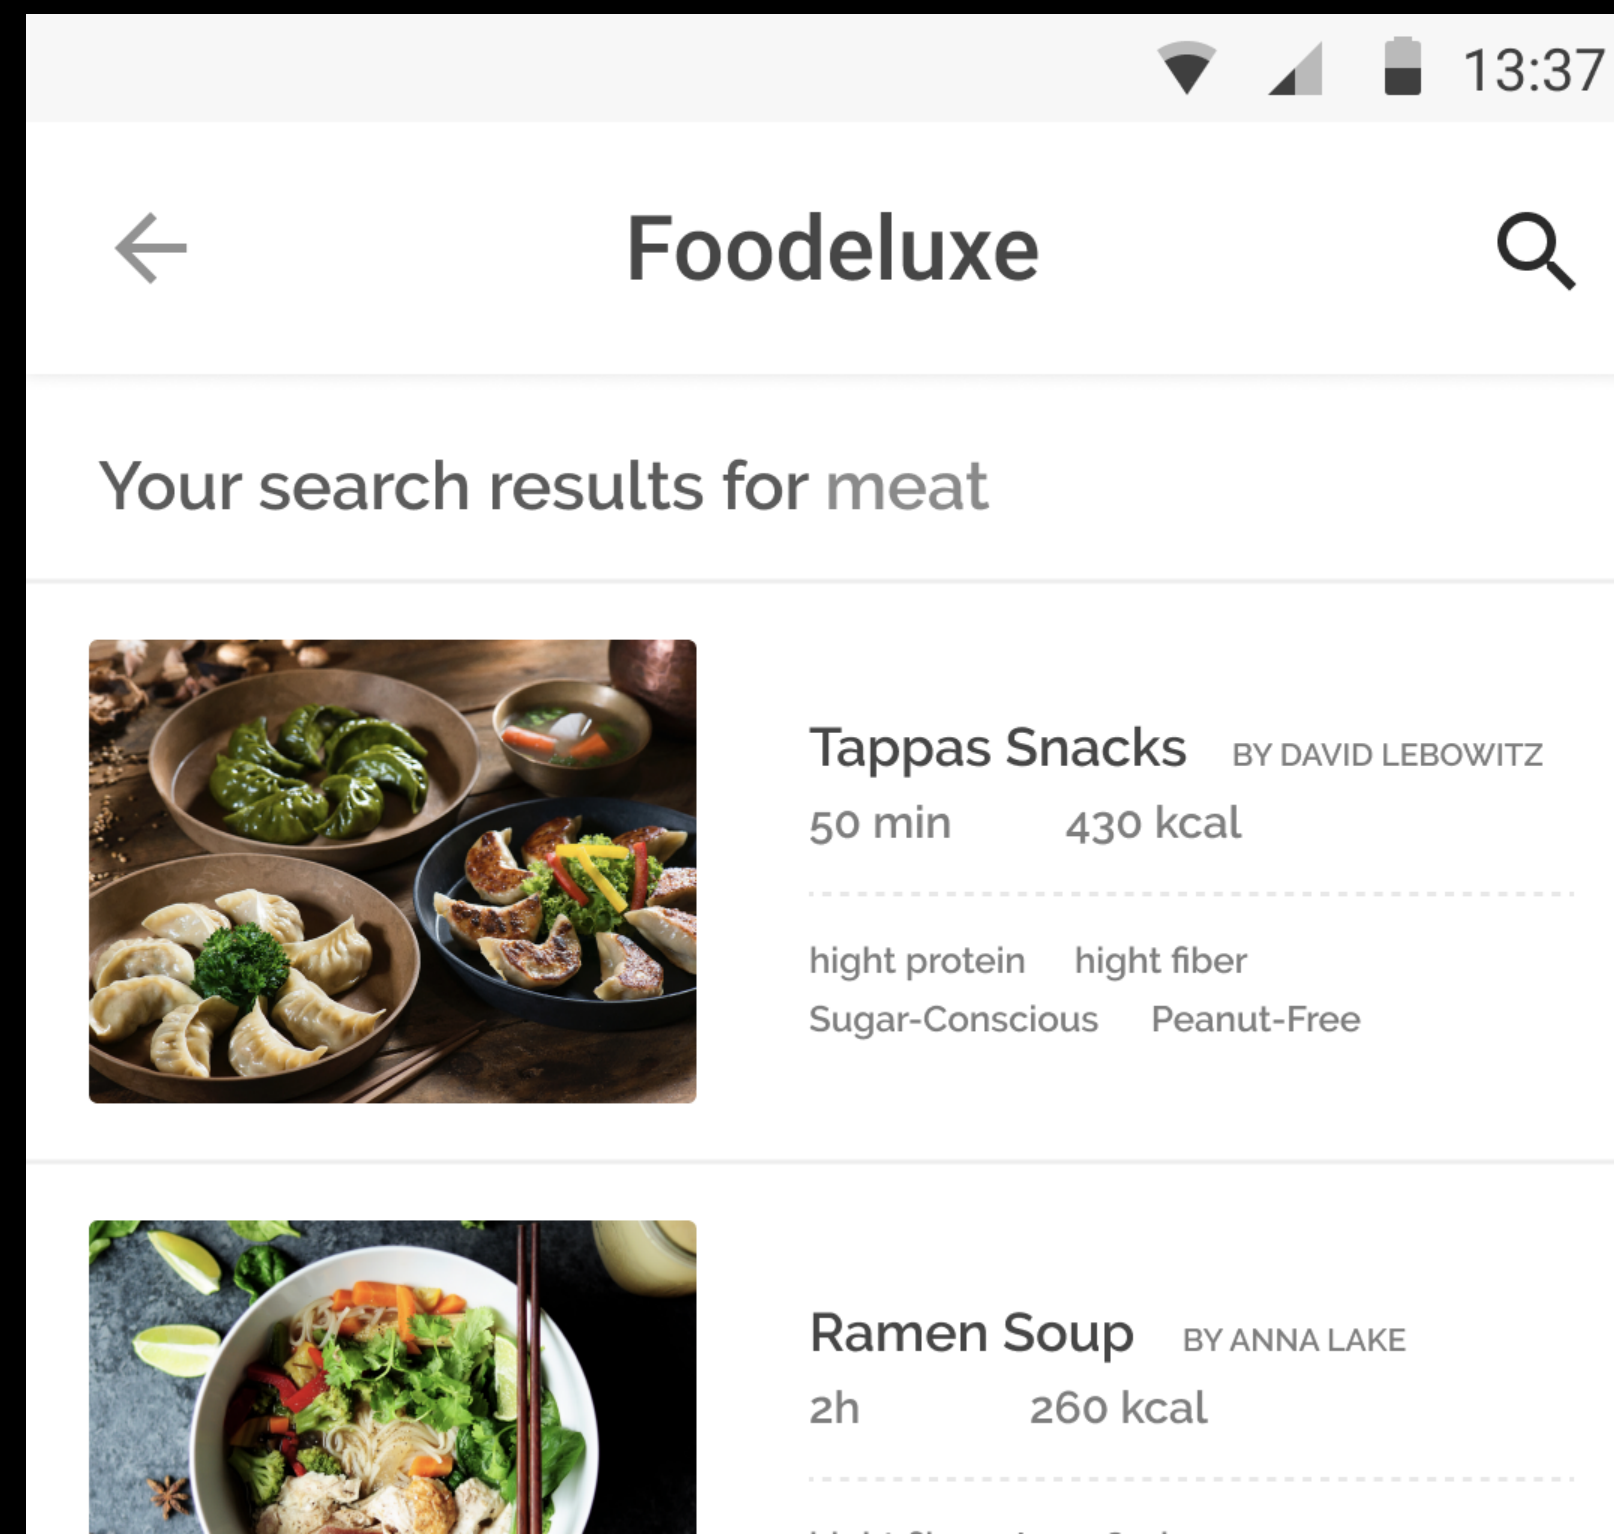 13:37
Foodeluxe
Your search results for meat
Tappas Snacks BY DAVID LEBOWITZ
50 min 430 kcal
hight protein hight fiber
Sugar-Conscious Peanut-Free
Ramen Soup BY ANNA LAKE
2h 260 kcal